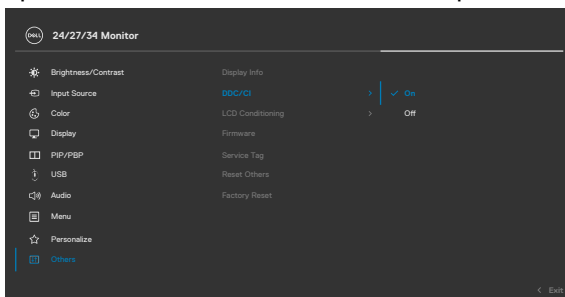 DELL 24/27/34 Monitor
Brightness/Contrast Display Info
Input Source DDC/CI > On
Color LCD Conditioning > Off
Display Firmware
PIP/PBP Service Tag
USB Reset Others
Audio Factory Reset
Menu
Personalize
Others
< Exit